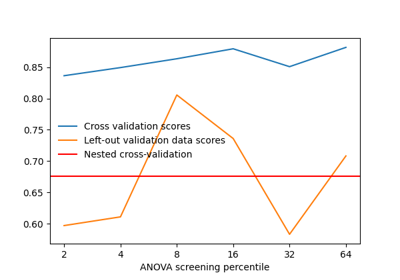 0.85
0.80
0.75
0.70
0.65
0.60
Cross validation scores
Left-out validation data scores
Nested cross-validation
2 4 8 16 32 64
ANOVA screening percentile